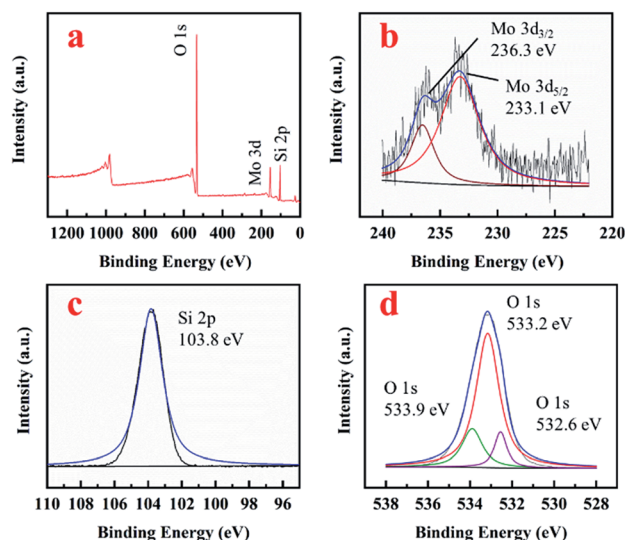 a
O 1s
Mo 3d
Si 2p
Intensity (a.u.)
1200 1000 800 600 400 200 0
Binding Energy (eV)
b
Mo 3d3/2
236.3 eV
Mo 3d5/2
233.1 eV
Intensity (a.u.)
240 235 230 225 220
Binding Energy (eV)
c
Si 2p
103.8 eV
Intensity (a.u.)
110 108 106 104 102 100 98 96
Binding Energy (eV)
d
O 1s
533.2 eV
O 1s
533.9 eV
O 1s
532.6 eV
Intensity (a.u.)
538 536 534 532 530 528
Binding Energy (eV)